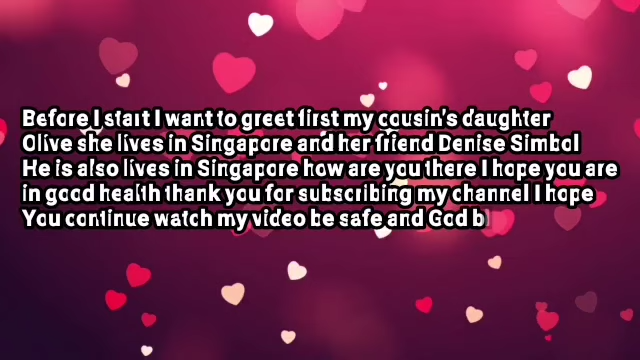 Before I start I want to greet first my cousin's daughter
Olive she lives in Singapore and her friend Denise Simbol
He is also lives in Singapore how are you there I hope you are
in good health thank you for subscribing my channel I hope
You continue watch my video be safe and God b